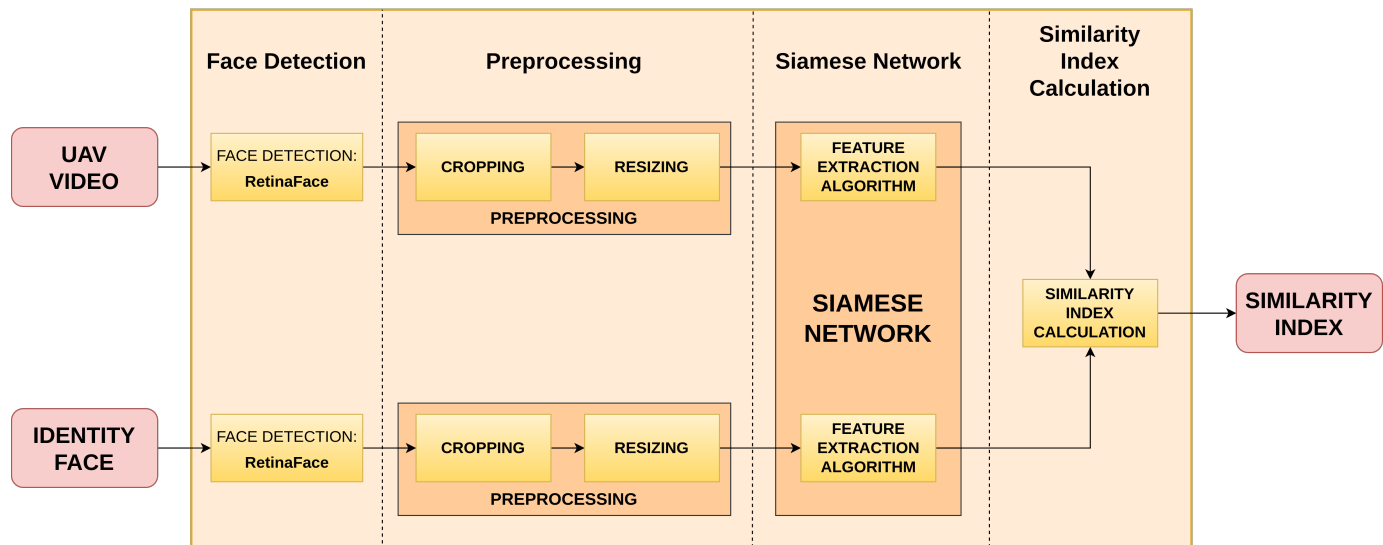 Face Detection
Preprocessing
Siamese Network
Similarity
Index
Calculation
UAV
VIDEO
FACE DETECTION:
RetinaFace
CROPPING
RESIZING
PREPROCESSING
FEATURE
EXTRACTION
ALGORITHM
SIAMESE
NETWORK
SIMILARITY
INDEX
CALCULATION
SIMILARITY
INDEX
IDENTITY
FACE
FACE DETECTION:
RetinaFace
CROPPING
RESIZING
PREPROCESSING
FEATURE
EXTRACTION
ALGORITHM